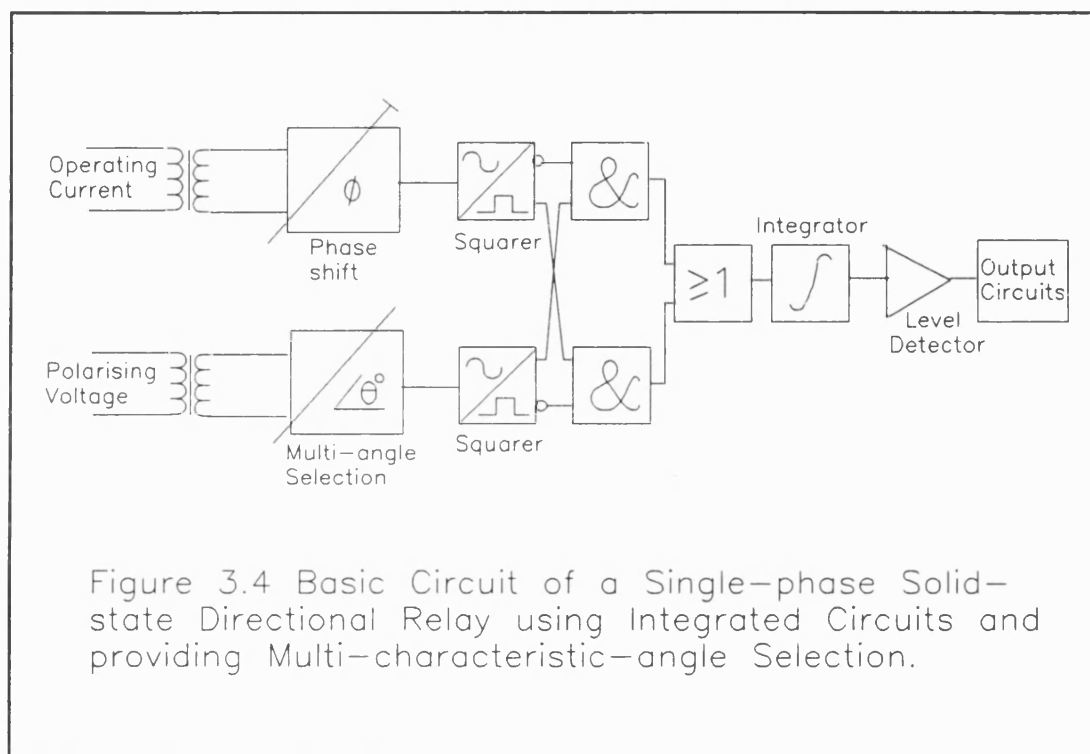 Operating
Current
ϕ
Phase
shift
Squarer
&
Polarising
Voltage
θ°
Multi-angle
Selection
Squarer
&
≥1
Integrator
∫
Level
Detector
Output
Circuits
Figure 3.4 Basic Circuit of a Single-phase Solid-
state Directional Relay using Integrated Circuits and
providing Multi-characteristic-angle Selection.